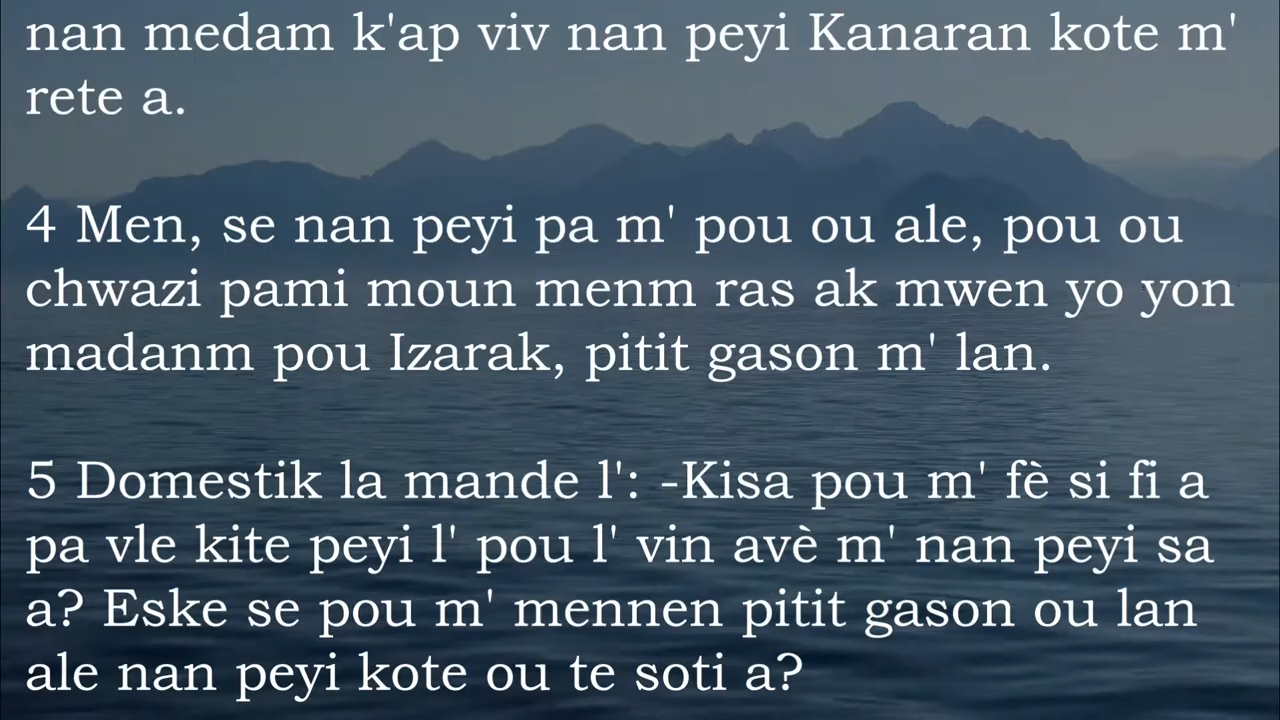 nan medam k'ap viv nan peyi Kanaran kote m'
rete a.
4 Men, se nan peyi pa m' pou ou ale, pou ou
chwazi pami moun menm ras ak mwen yo yon
madanm pou Izarak, pitit gason m' lan.
5 Domestik la mande l': -Kisa pou m' fè si fi a
pa vle kite peyi l' pou l' vin avè m' nan peyi sa
a? Eske se pou m' mennen pitit gason ou lan
ale nan peyi kote ou te soti a?